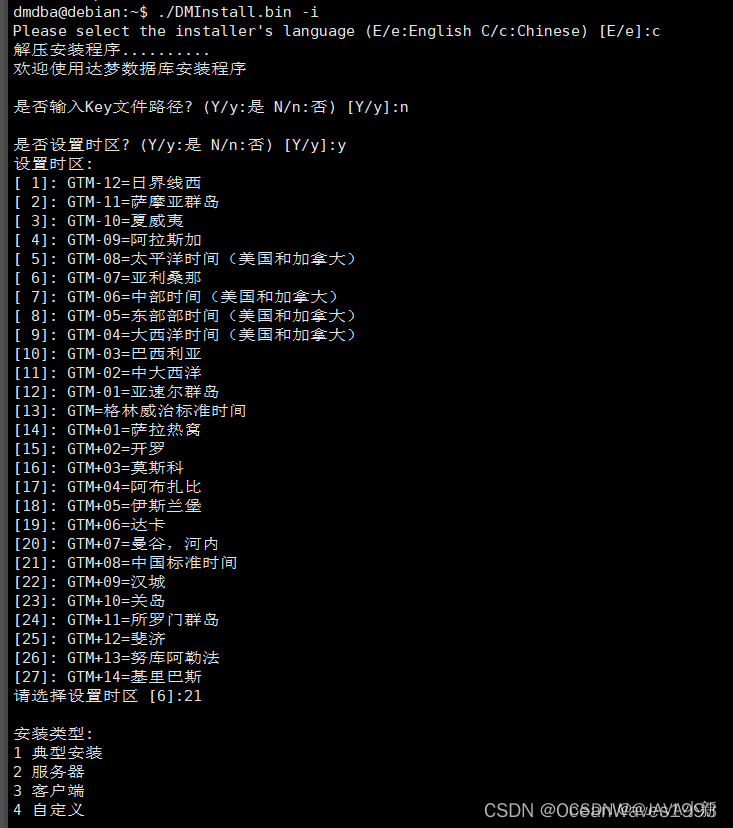 dmdba@debian:~$ ./DMInstall.bin -i
Please select the installer's language (E/e:English C/c:Chinese) [E/e]:c
解压安装程序..........
欢迎使用达梦数据库安装程序
是否输入Key文件路径? (Y/y:是 N/n:否) [Y/y]:n
是否设置时区? (Y/y:是 N/n:否) [Y/y]:y
设置时区:
[ 1]: GTM-12=日界线西
[ 2]: GTM-11=萨摩亚群岛
[ 3]: GTM-10=夏威夷
[ 4]: GTM-09=阿拉斯加
[ 5]: GTM-08=太平洋时间（美国和加拿大）
[ 6]: GTM-07=亚利桑那
[ 7]: GTM-06=中部时间（美国和加拿大）
[ 8]: GTM-05=东部部时间（美国和加拿大）
[ 9]: GTM-04=大西洋时间（美国和加拿大）
[10]: GTM-03=巴西利亚
[11]: GTM-02=中大西洋
[12]: GTM-01=亚速尔群岛
[13]: GTM=格林威治标准时间
[14]: GTM+01=萨拉热窝
[15]: GTM+02=开罗
[16]: GTM+03=莫斯科
[17]: GTM+04=阿布扎比
[18]: GTM+05=伊斯兰堡
[19]: GTM+06=达卡
[20]: GTM+07=曼谷，河内
[21]: GTM+08=中国标准时间
[22]: GTM+09=汉城
[23]: GTM+10=关岛
[24]: GTM+11=所罗门群岛
[25]: GTM+12=斐济
[26]: GTM+13=努库阿勒法
[27]: GTM+14=基里巴斯
请选择设置时区 [6]:21
安装类型:
1 典型安装
2 服务器
3 客户端
4 自定义
CSDN